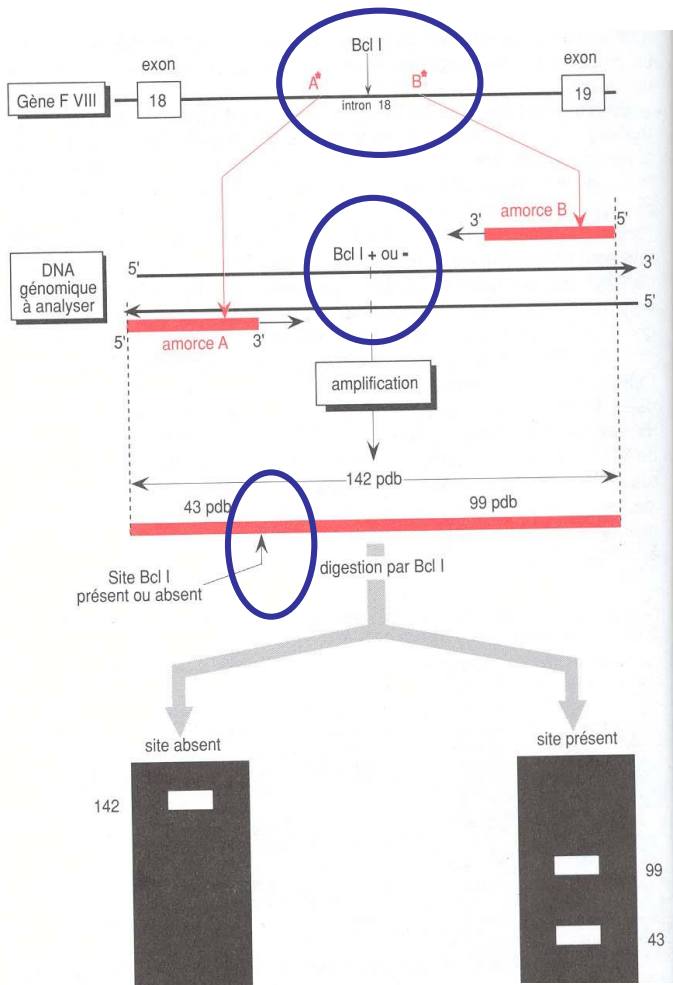 Bcl I
exon
exon
A*
B*
18
19
Gène F VIII
intron 18
amorce B
3'
5'
Bcl I + ou -
5'
3'
DNA
génomique
à analyser
5'
5'
3'
amorce A
amplification
142 pdb
43 pdb
99 pdb
Site Bcl I
présent ou absent
digestion par Bcl I
site absent
site présent
142
99
43